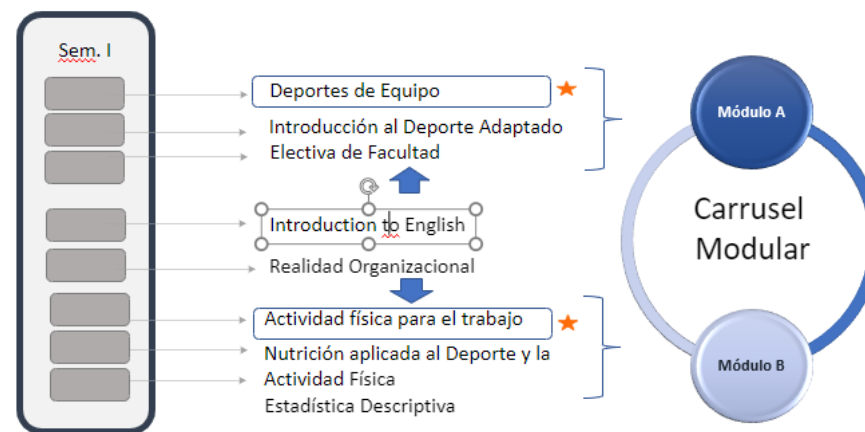 Sem. I
Deportes de Equipo
Introducción al Deporte Adaptado
Electiva de Facultad
Introduction to English
Realidad Organizacional
Actividad física para el trabajo
Nutrición aplicada al Deporte y la
Actividad Física
Estadística Descriptiva
Módulo A
Carrusel
Modular
Módulo B